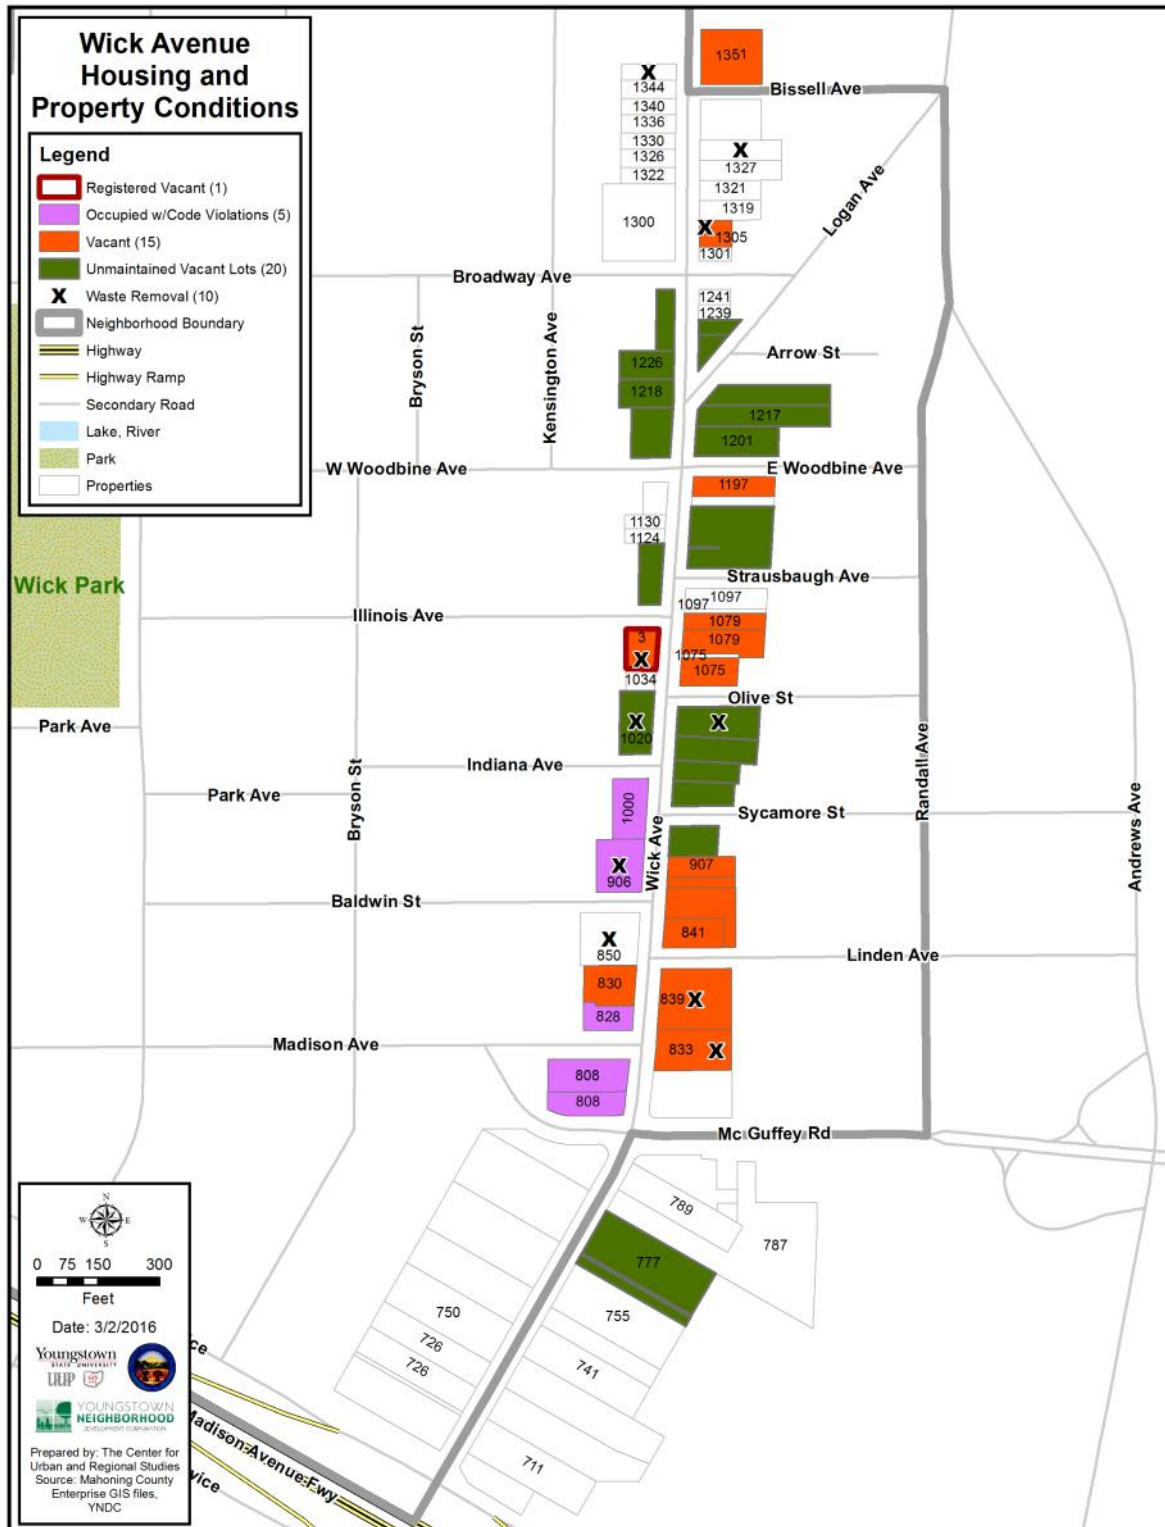 Wick Avenue
Housing and
Property Conditions
Legend
Registered Vacant (1)
Occupied w/Code Violations (5)
Vacant (15)
Unmaintained Vacant Lots (20)
X Waste Removal (10)
Neighborhood Boundary
Highway
Highway Ramp
Secondary Road
Lake, River
Park
Properties
1351
Bissell Ave
X
1344
1340
1336
1330
1326
1322
1300
X
1327
1321
1319
X
1305
1301
Logan Ave
Broadway Ave
Bryson St
Kensington Ave
1241
1239
Arrow St
1226
1218
1217
1201
W Woodbine Ave
E Woodbine Ave
1197
1130
1124
Strausbaugh Ave
Wick Park
Illinois Ave
1097
1097
1079
1079
1075
1075
3
X
1034
Olive St
X
1020
X
Park Ave
Indiana Ave
Park Ave
Bryson St
Wick Ave
Randall Ave
Andrews Ave
Sycamore St
1000
X
906
907
Baldwin St
841
X
850
Linden Ave
830
828
839 X
833 X
Madison Ave
808
808
Mc Guffey Rd
789
787
777
755
750
726
726
741
711
N
W E
S
0 75 150 300
Feet
Date: 3/2/2016
Youngstown
STATE UNIVERSITY
YOUNGSTOWN
NEIGHBORHOOD
DEVELOPMENT CORPORATION
Prepared by: The Center for
Urban and Regional Studies
Source: Mahoning County
Enterprise GIS files,
YNDC
Madison Avenue Fwy
ice
vice